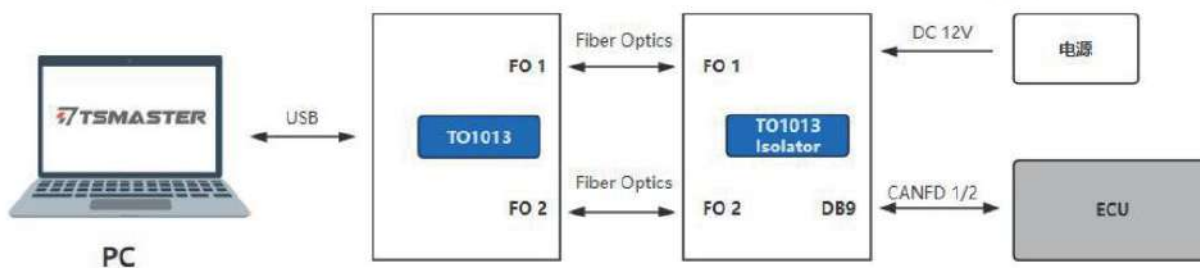 TSMASTER
PC
USB
FO 1
TO1013
FO 2
Fiber Optics
Fiber Optics
FO 1
TO1013
Isolator
FO 2
DB9
DC 12V
电源
CANFD 1/2
ECU